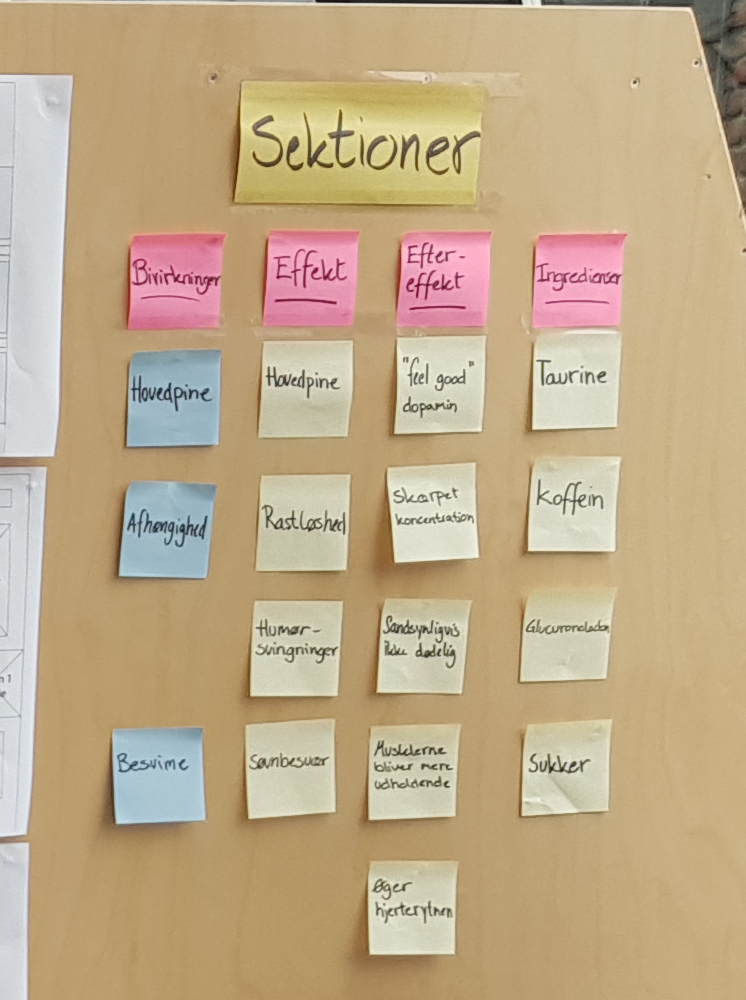 Sektioner
Bivirkninger
Effekt
Efter-
effekt
Ingredienser
Hovedpine
Hovedpine
"feel good"
dopamin
Taurine
Afhængighed
Rastløshed
Skærpet
koncentration
Koffein
Humør-
svingninger
Sandsynligvis
ikke dødelig
Glucuronolacton
Besvime
Søvnbesvær
Musklerne
bliver mere
udholdende
Sukker
Øger
hjerterytmen